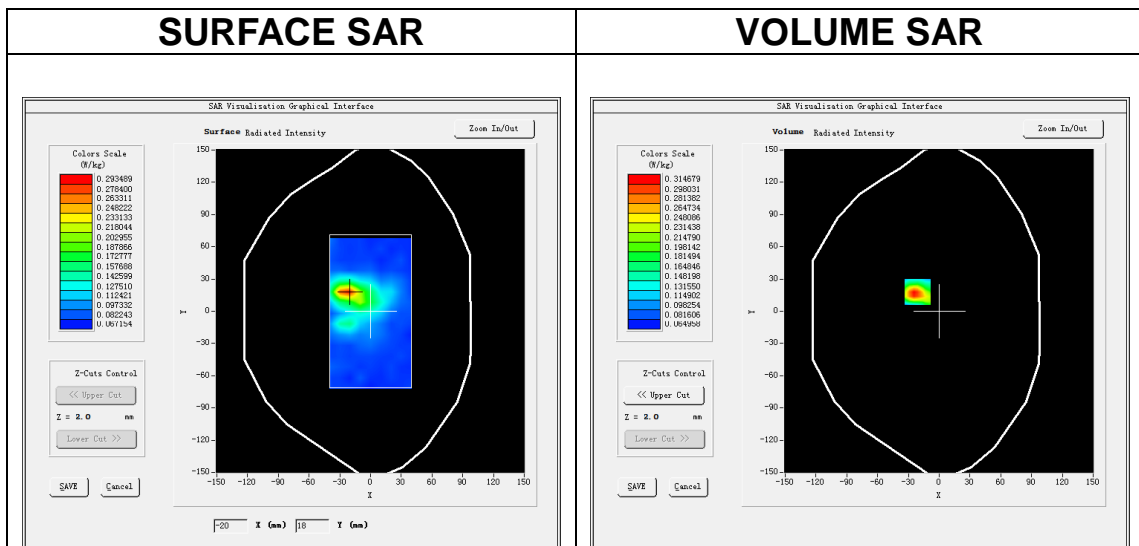 SURFACE SAR
VOLUME SAR
SAR Visualisation Graphical Interface
Surface Radiated Intensity
Zoom In/Out
Colors Scale
(W/kg)
0.293489
0.278400
0.263311
0.248222
0.233133
0.218044
0.202955
0.187866
0.172777
0.157688
0.142599
0.127510
0.112421
0.097332
0.082243
0.067154
Z-Cuts Control
<< Upper Cut
Z = 2.0 mm
Lower Cut >>
SAVE
Cancel
150
120
90
60
30
0
-30
-60
-90
-120
-150
Y
-150 -120 -90 -60 -30 0 30 60 90 120 150
X
-20 X (mm) 18 Y (mm)
SAR Visualisation Graphical Interface
Volume Radiated Intensity
Zoom In/Out
Colors Scale
(W/kg)
0.314679
0.298031
0.281382
0.264734
0.248086
0.231438
0.214790
0.198142
0.181494
0.164846
0.148198
0.131550
0.114902
0.098254
0.081606
0.064958
Z-Cuts Control
<< Upper Cut
Z = 2.0 mm
Lower Cut >>
SAVE
Cancel
150
120
90
60
30
0
-30
-60
-90
-120
-150
Y
-150 -120 -90 -60 -30 0 30 60 90 120 150
X